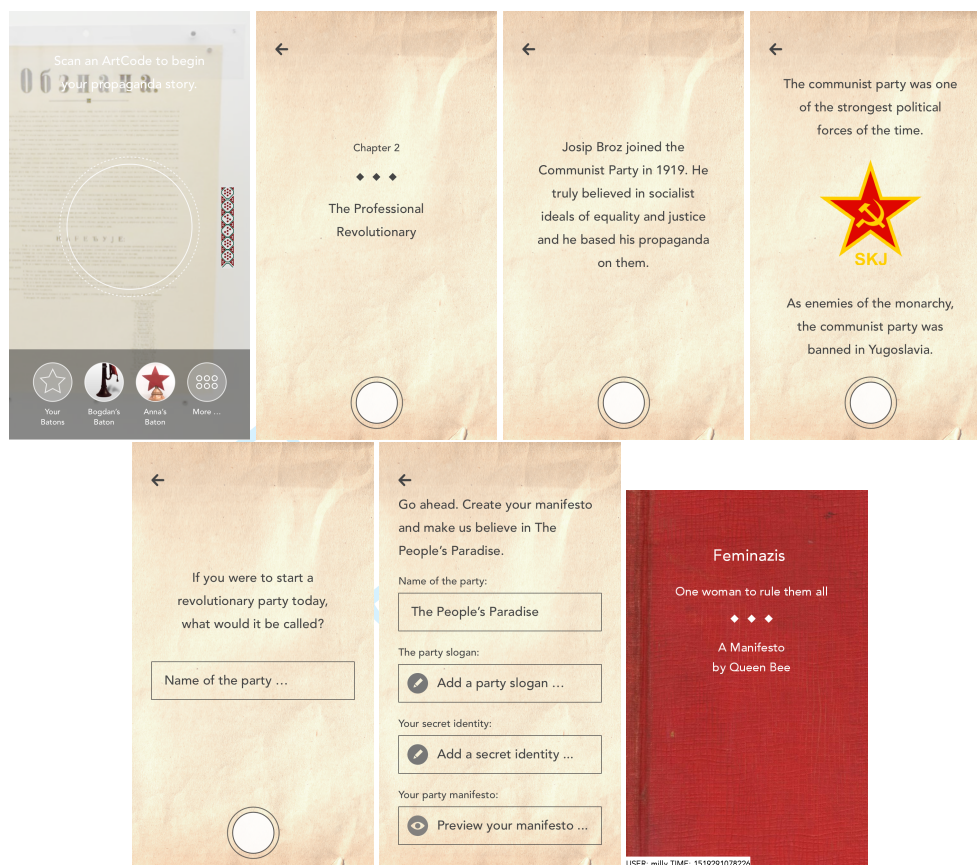 Scan an ArtCode to begin
your propaganda story.
Обзнана.
Your
Batons
Bogdan's
Baton
Anna's
Baton
More ...
Chapter 2
The Professional
Revolutionary
Josip Broz joined the
Communist Party in 1919. He
truly believed in socialist
ideals of equality and justice
and he based his propaganda
on them.
The communist party was one
of the strongest political
forces of the time.
SKJ
As enemies of the monarchy,
the communist party was
banned in Yugoslavia.
If you were to start a
revolutionary party today,
what would it be called?
Name of the party ...
Go ahead. Create your manifesto
and make us believe in The
People's Paradise.
Name of the party:
The People's Paradise
The party slogan:
Add a party slogan ...
Your secret identity:
Add a secret identity ...
Your party manifesto:
Preview your manifesto ...
Feminazis
One woman to rule them all
A Manifesto
by Queen Bee
USER: milly TIME: 1519291078226